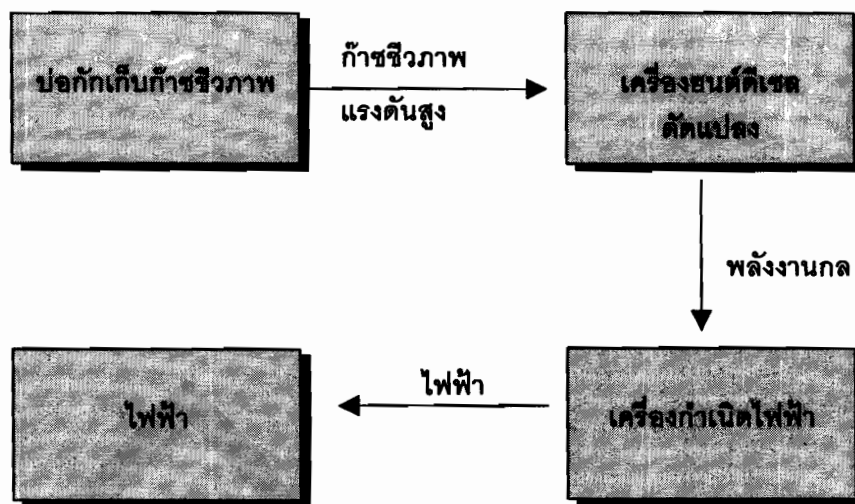 บ่อกักเก็บก๊าซชีวภาพ
ก๊าซชีวภาพ
แรงดันสูง
เครื่องยนต์ดีเซล
ดัดแปลง
พลังงานกล
เครื่องกำเนิดไฟฟ้า
ไฟฟ้า
ไฟฟ้า